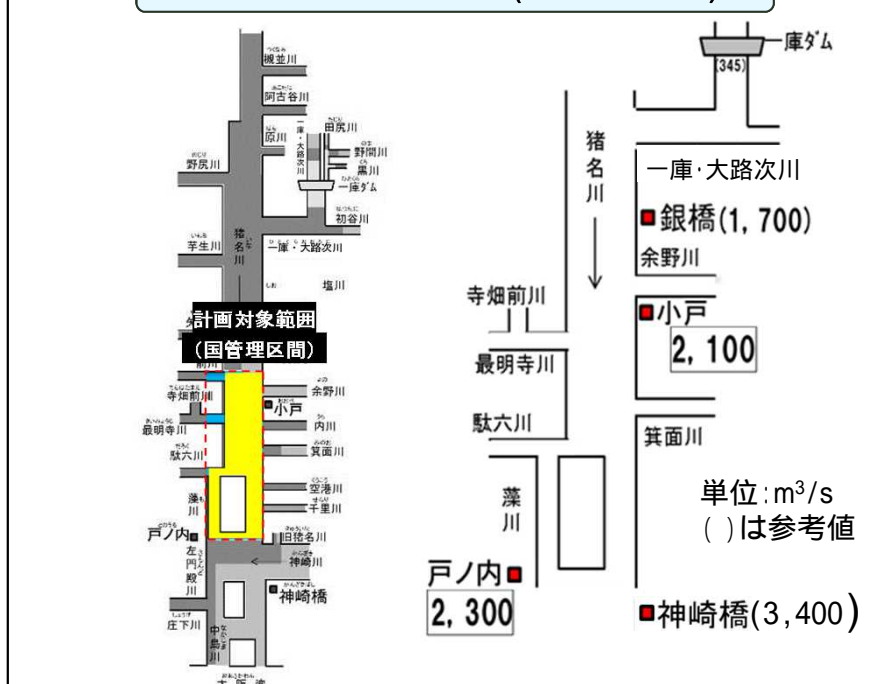 槻並川
阿古谷川
田尻川
原川
一庫・大路次川
野間川
黒川
一庫ダム
野尻川
初谷川
猪名川
芋生川
一庫・大路次川
塩川
計画対象範囲
(国管理区間)
前川
余野川
寺畑前川
小戸
最明寺川
内川
箕面川
駄六川
空港川
千里川
藻川
戸ノ内
旧猪名川
左門殿川
神崎川
神崎橋
庄下川
中島川
一庫ダム
(345)
猪名川
一庫・大路次川
銀橋(1,700)
余野川
寺畑前川
小戸
2,100
最明寺川
駄六川
箕面川
藻川
単位:m³/s
( )は参考値
戸ノ内
2,300
神崎橋(3,400)